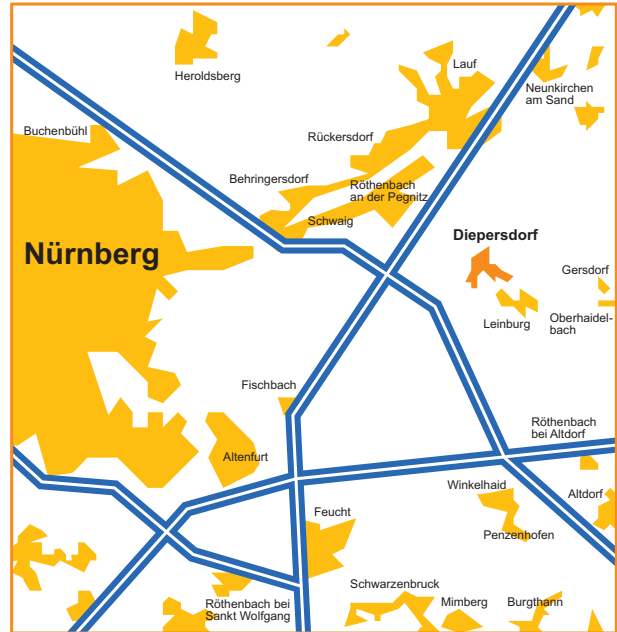 Lauf
Heroldsberg
Neunkirchen
am Sand
Buchenbühl
Rückersdorf
Behringersdorf
Röthenbach
an der Pegnitz
Schwaig
Diepersdorf
Nürnberg
Gersdorf
Leinburg
Oberhaidel-
bach
Fischbach
Röthenbach
bei Altdorf
Altenfurt
Winkelhaid
Altdorf
Feucht
Penzenhofen
Röthenbach bei
Sankt Wolfgang
Schwarzenbruck
Mimberg
Burgthann